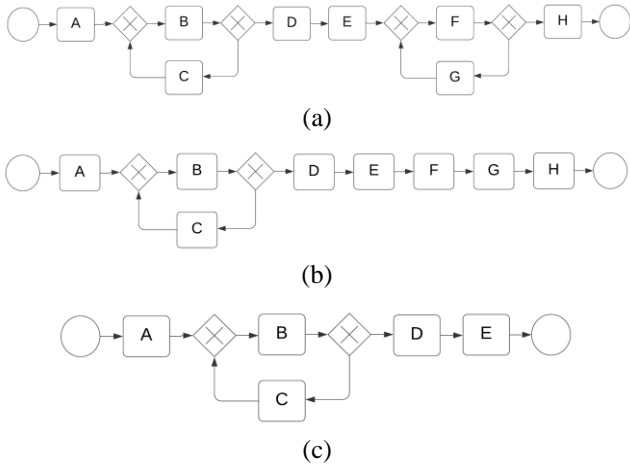 A B D E F H
C G
(a)
A B D E F G H
C
(b)
A B D E
C
(c)